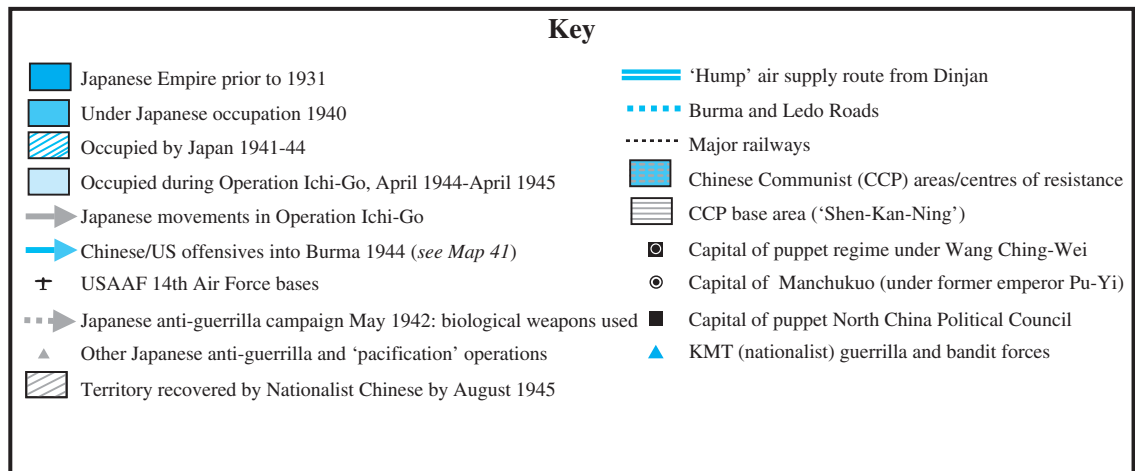 Key
Japanese Empire prior to 1931
Under Japanese occupation 1940
Occupied by Japan 1941-44
Occupied during Operation Ichi-Go, April 1944-April 1945
Japanese movements in Operation Ichi-Go
Chinese/US offensives into Burma 1944 (see Map 41)
USAAF 14th Air Force bases
Japanese anti-guerrilla campaign May 1942: biological weapons used
Other Japanese anti-guerrilla and ‘pacification’ operations
Territory recovered by Nationalist Chinese by August 1945
‘Hump’ air supply route from Dinjan
Burma and Ledo Roads
Major railways
Chinese Communist (CCP) areas/centres of resistance
CCP base area (‘Shen-Kan-Ning’)
Capital of puppet regime under Wang Ching-Wei
Capital of Manchukuo (under former emperor Pu-Yi)
Capital of puppet North China Political Council
KMT (nationalist) guerrilla and bandit forces